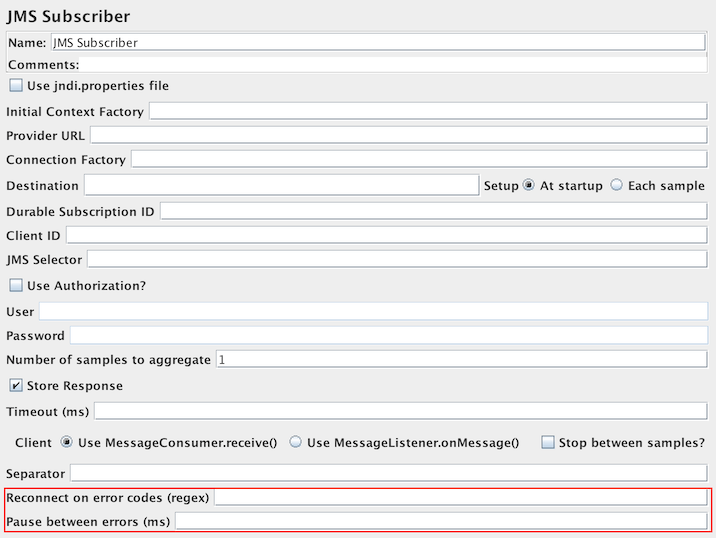 JMS Subscriber
Name: JMS Subscriber
Comments:
Use jndi.properties file
Initial Context Factory
Provider URL
Connection Factory
Destination Setup At startup Each sample
Durable Subscription ID
Client ID
JMS Selector
Use Authorization?
User
Password
Number of samples to aggregate 1
Store Response
Timeout (ms)
Client Use MessageConsumer.receive() Use MessageListener.onMessage() Stop between samples?
Separator
Reconnect on error codes (regex)
Pause between errors (ms)